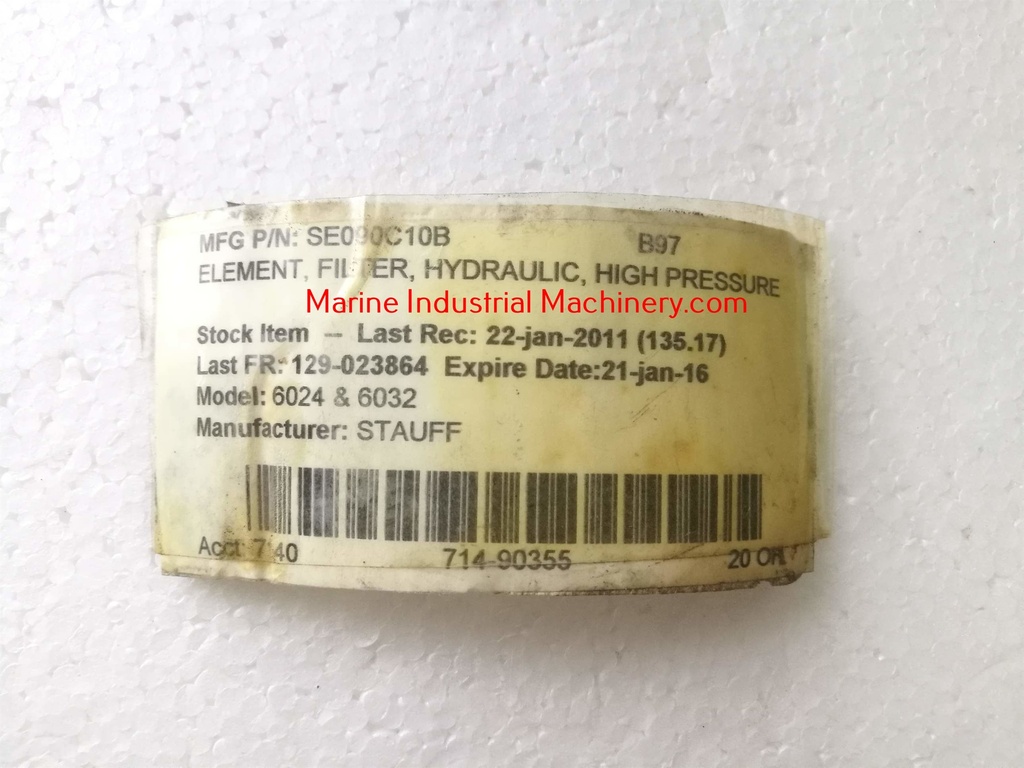 MFG P/N: SE090C10B B97
ELEMENT, FILTER, HYDRAULIC, HIGH PRESSURE
Marine Industrial Machinery.com
Stock Item – Last Rec: 22-jan-2011 (135.17)
Last FR: 129-023864 Expire Date:21-jan-16
Model: 6024 & 6032
Manufacturer: STAUFF
Acct 7 40 714-90355 20